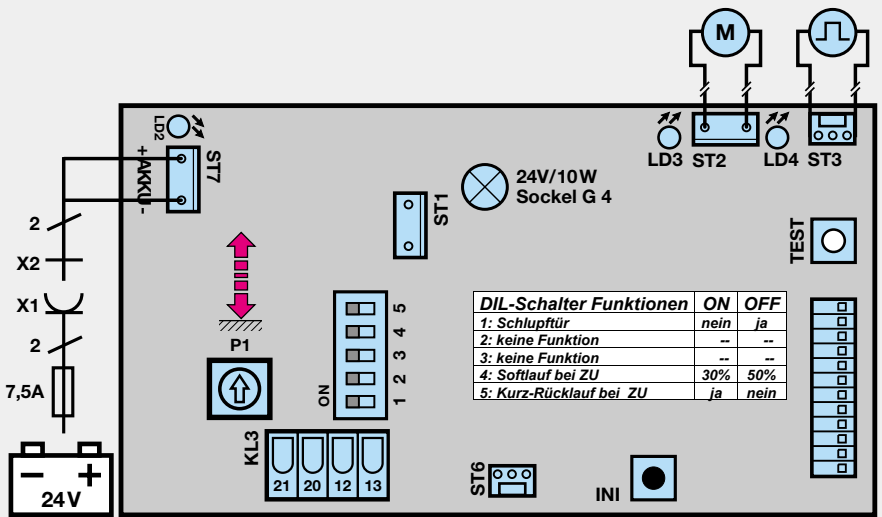 M
LD2
+AKKU-
ST7
LD3
ST2
LD4
ST3
24V/10W
Sockel G 4
ST1
TEST
2
X2
X1
2
7,5A
24V
P1
ON
5
4
3
2
1
DIL-Schalter Funktionen ON OFF
1: Schlupftür nein ja
2: keine Funktion -- --
3: keine Funktion -- --
4: Softlauf bei ZU 30% 50%
5: Kurz-Rücklauf bei ZU ja nein
KL3
21 20 12 13
ST6
INI